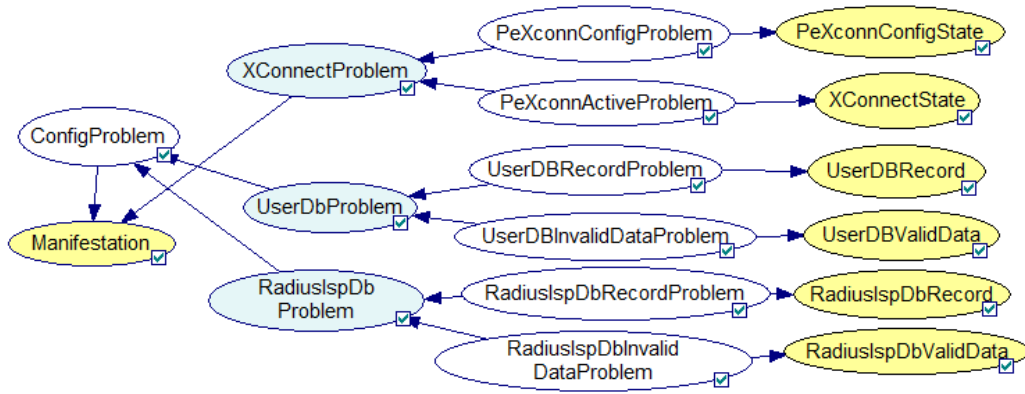 PeXconnConfigProblem
PeXconnConfigState
XConnectProblem
PeXconnActiveProblem
XConnectState
ConfigProblem
UserDBRecordProblem
UserDBRecord
UserDbProblem
UserDBInvalidDataProblem
UserDBValidData
Manifestation
RadiusIspDb
Problem
RadiusIspDbRecordProblem
RadiusIspDbRecord
RadiusIspDbInvalid
DataProblem
RadiusIspDbValidData